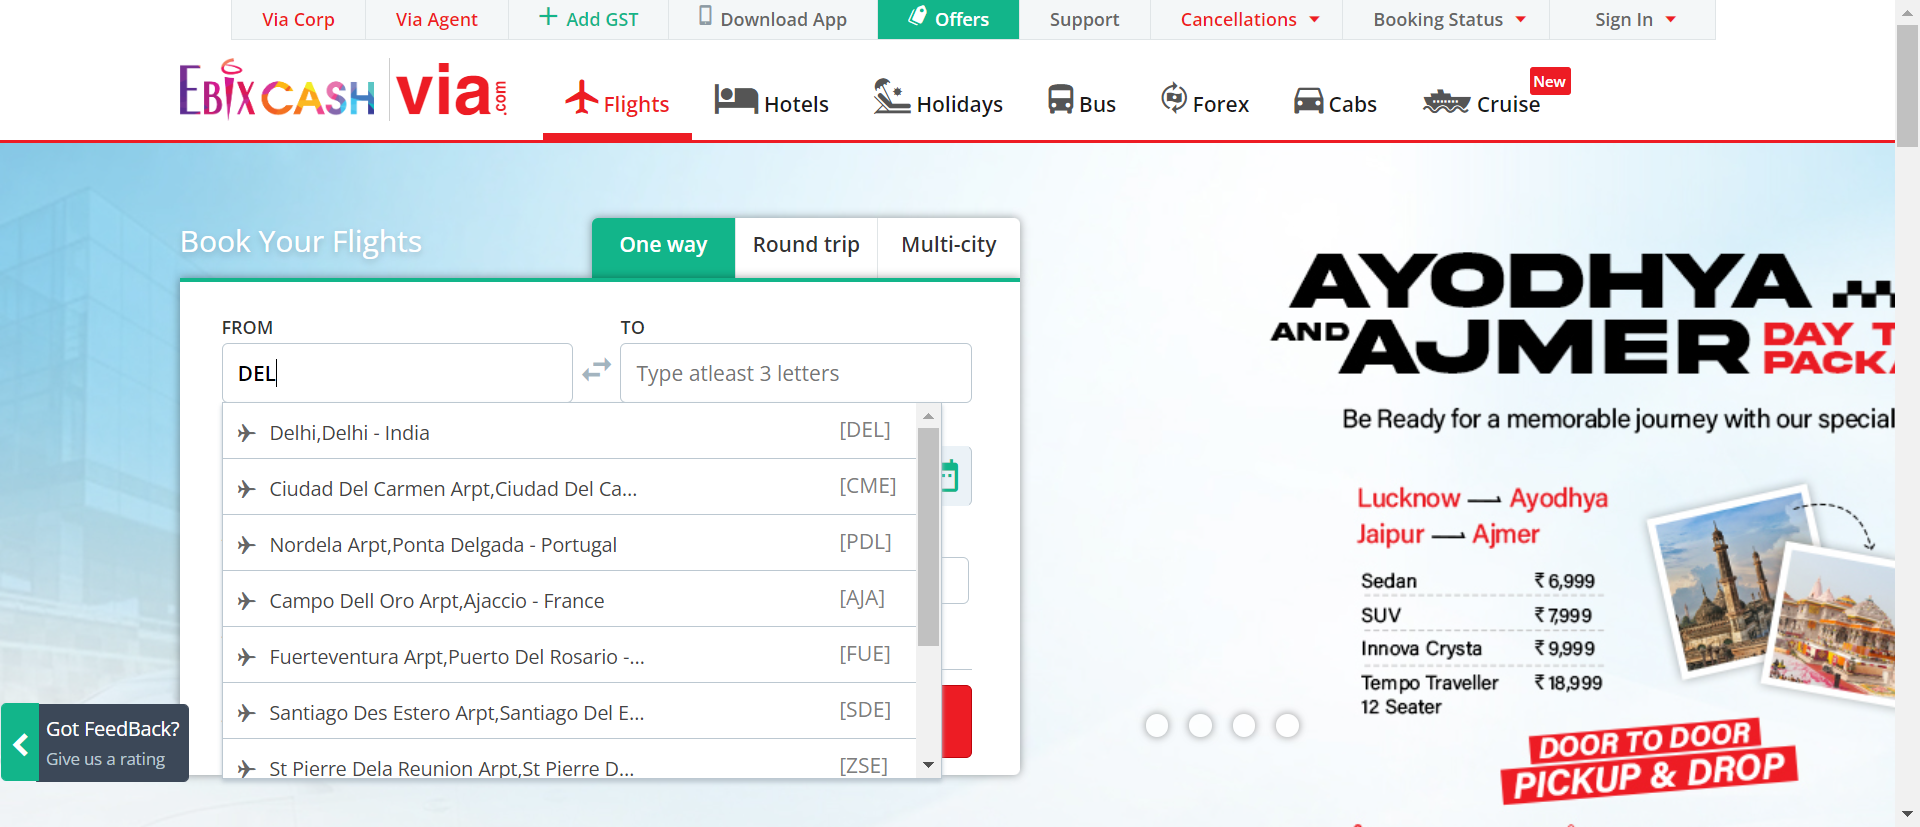 Via Corp
Via Agent
Add GST
Download App
Offers
Support
Cancellations
Booking Status
Sign In
EBIXCASH
via.com
Flights
Hotels
Holidays
Bus
Forex
Cabs
Cruise
New
Book Your Flights
One way
Round trip
Multi-city
FROM
TO
DEL
Type atleast 3 letters
Delhi,Delhi - India [DEL]
Ciudad Del Carmen Arpt,Ciudad Del Ca... [CME]
Nordela Arpt,Ponta Delgada - Portugal [PDL]
Campo Dell Oro Arpt,Ajaccio - France [AJA]
Fuerteventura Arpt,Puerto Del Rosario -... [FUE]
Santiago Des Estero Arpt,Santiago Del E... [SDE]
St Pierre Dela Reunion Arpt,St Pierre D... [ZSE]
Got FeedBack?
Give us a rating
AYODHYA
AND AJMER
DAY T
PACK
Be Ready for a memorable journey with our special
Lucknow Ayodhya
Jaipur Ajmer
Sedan ₹ 6,999
SUV ₹ 7,999
Innova Crysta ₹ 9,999
Tempo Traveller ₹ 18,999
12 Seater
DOOR TO DOOR
PICKUP & DROP